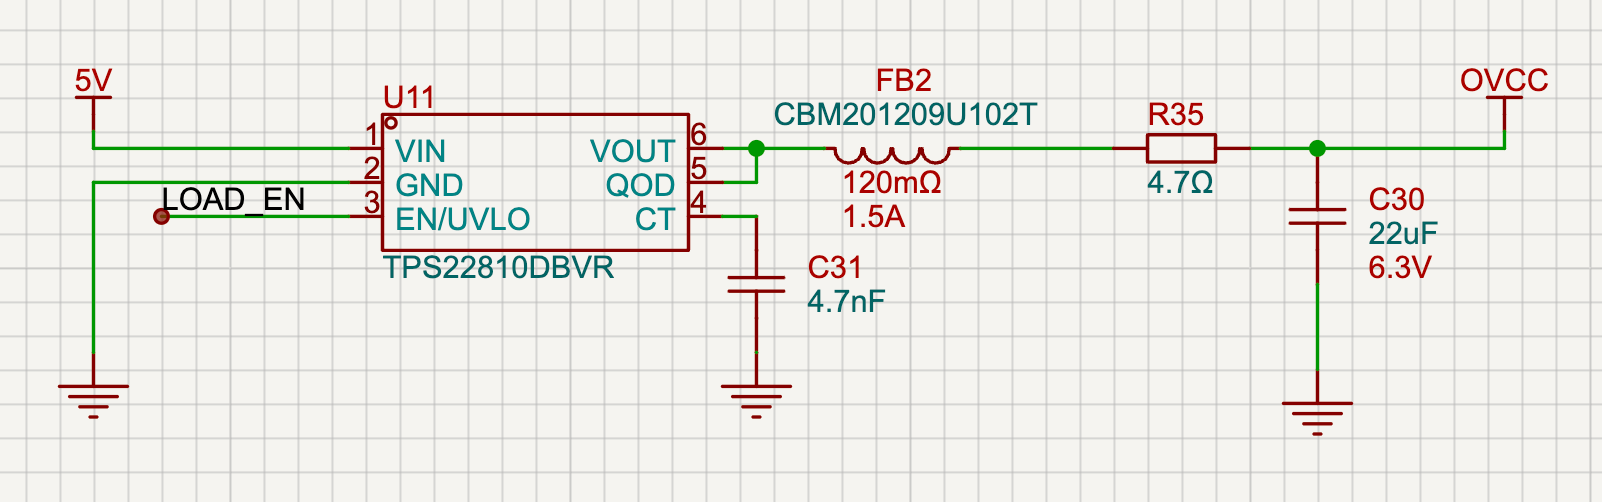 5V
U11
1
VIN
2
GND
LOAD_EN
3
EN/UVLO
VOUT
6
QOD
5
CT
4
TPS22810DBVR
C31
4.7nF
FB2
CBM201209U102T
120mΩ
1.5A
R35
4.7Ω
OVCC
C30
22uF
6.3V